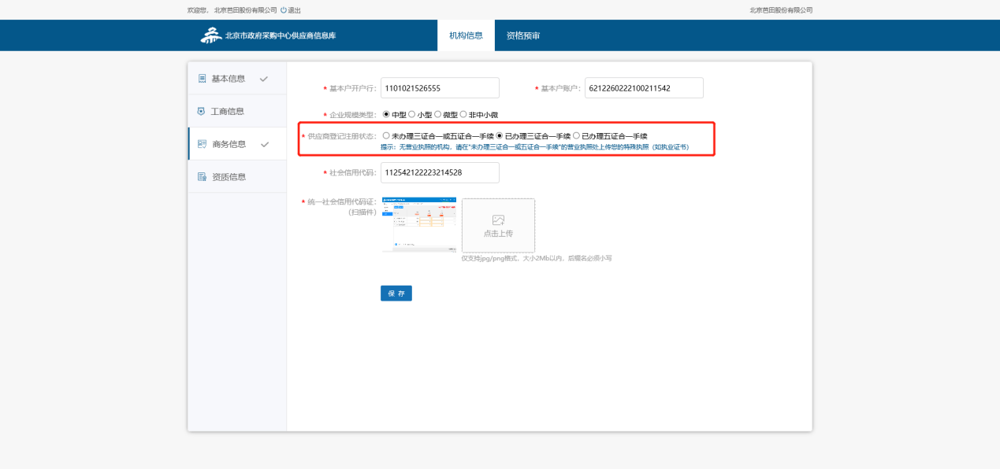 欢迎您， 北京芭田股份有限公司 退出
北京芭田股份有限公司
北京市政府采购中心供应商信息库
机构信息
资格预审
基本信息
工商信息
商务信息
资质信息
* 基本户开户行： 1101021526555
* 基本户账户： 6212260222100211542
* 企业规模类型： 中型 小型 微型 非中小微
* 供应商登记注册状态： 未办理三证合一或五证合一手续 已办理三证合一手续 已办理五证合一手续
提示：无营业执照的机构，请在"未办理三证合一或五证合一手续"的营业执照处上传您的特殊执照（如执业证书）
* 社会信用代码： 112542122223214528
* 统一社会信用代码证：
（扫描件）
点击上传
仅支持jpg/png格式，大小2Mb以内，后缀名必须小写
保 存